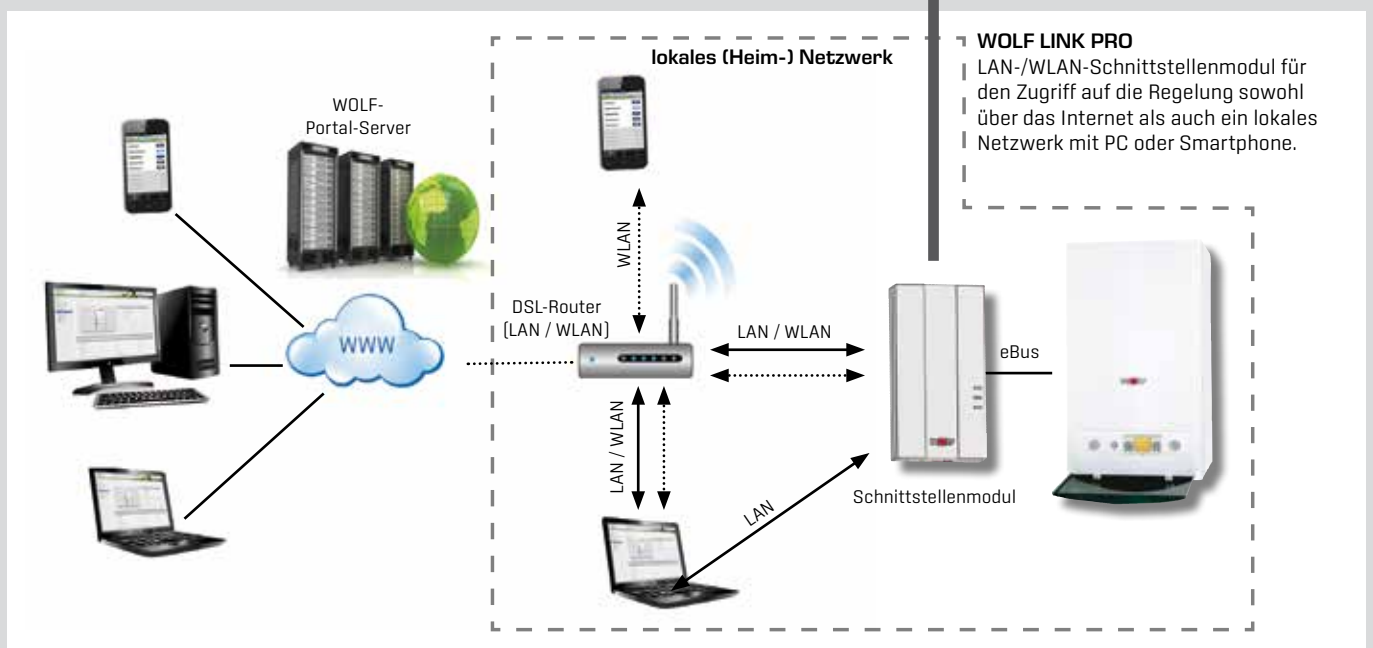 lokales (Heim-) Netzwerk
WOLF LINK PRO
LAN-/WLAN-Schnittstellenmodul für
den Zugriff auf die Regelung sowohl
über das Internet als auch ein lokales
Netzwerk mit PC oder Smartphone.
WOLF-
Portal-Server
WLAN
DSL-Router
(LAN / WLAN)
WWW
LAN / WLAN
eBus
LAN / WLAN
LAN
Schnittstellenmodul